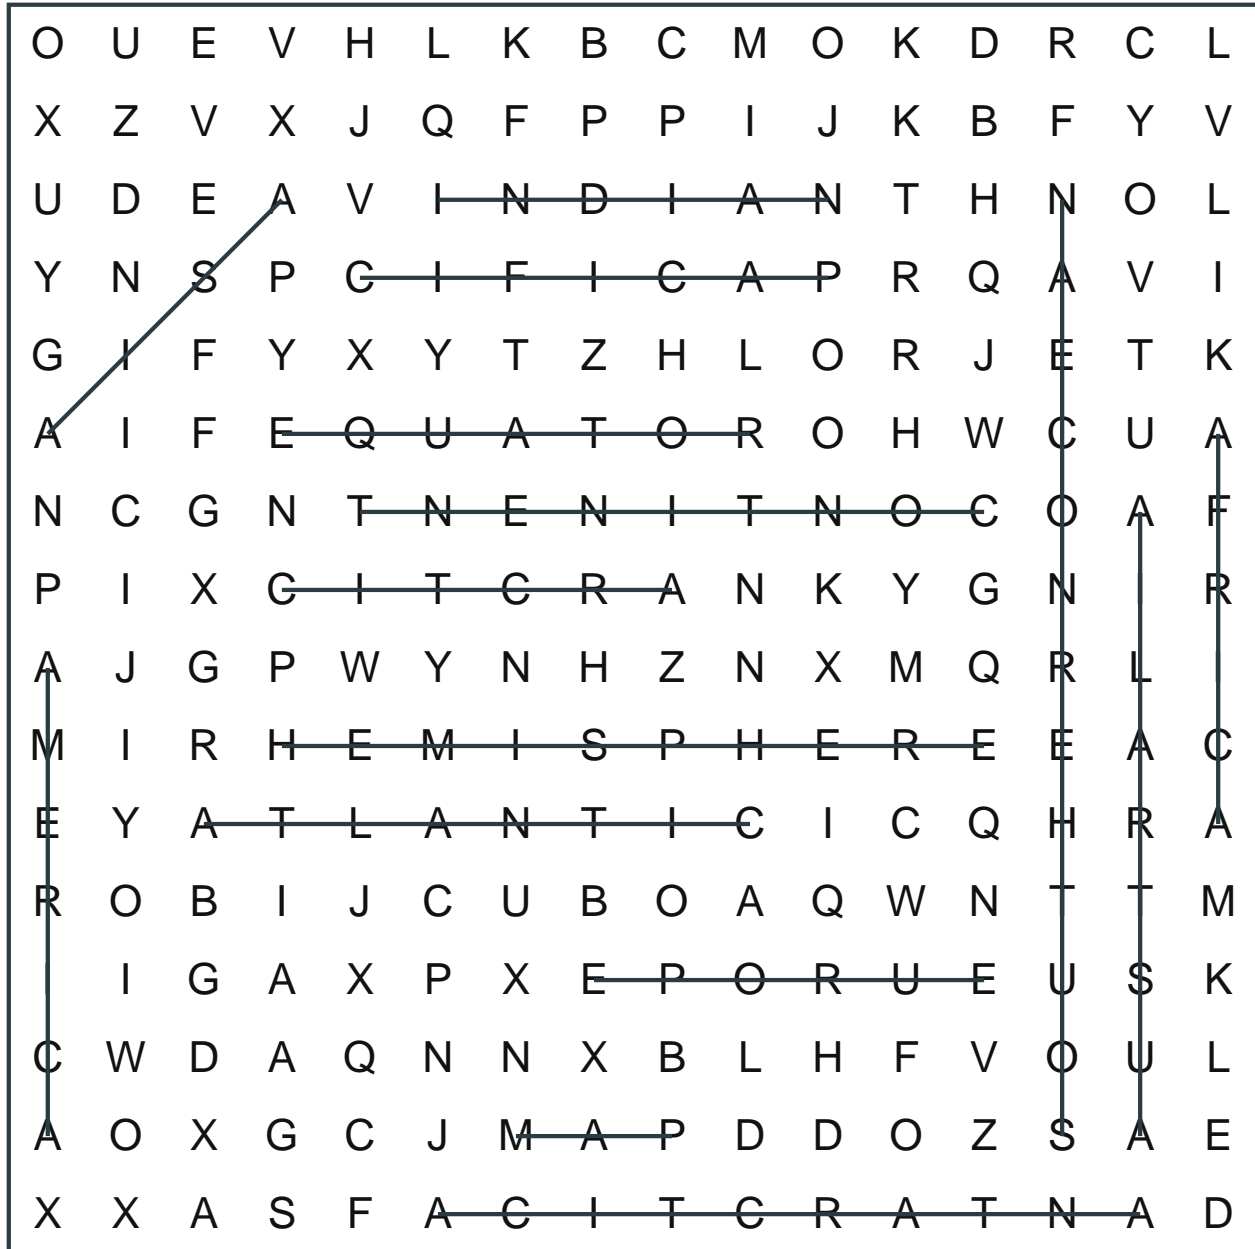 O U E V H L K B C M O K D R C L
X Z V X J Q F P P I J K B F Y V
U D E A V I N D I A N T H N O L
Y N S P C I F I C A P R Q A V I
G I F Y X Y T Z H L O R J E T K
A I F E Q U A T O R O H W C U A
N C G N T N E N I T N O C O A F
P I X C I T C R A N K Y G N I R
A J G P W Y N H Z N X M Q R L I
M I R H E M I S P H E R E E A C
E Y A T L A N T I C I C Q H R A
R O B I J C U B O A Q W N T T M
I I G A X P X E P O R U E U S K
C W D A Q N N X B L H F V O U L
A O X G C J M A P D D O Z S A E
X X A S F A C I T C R A T N A D